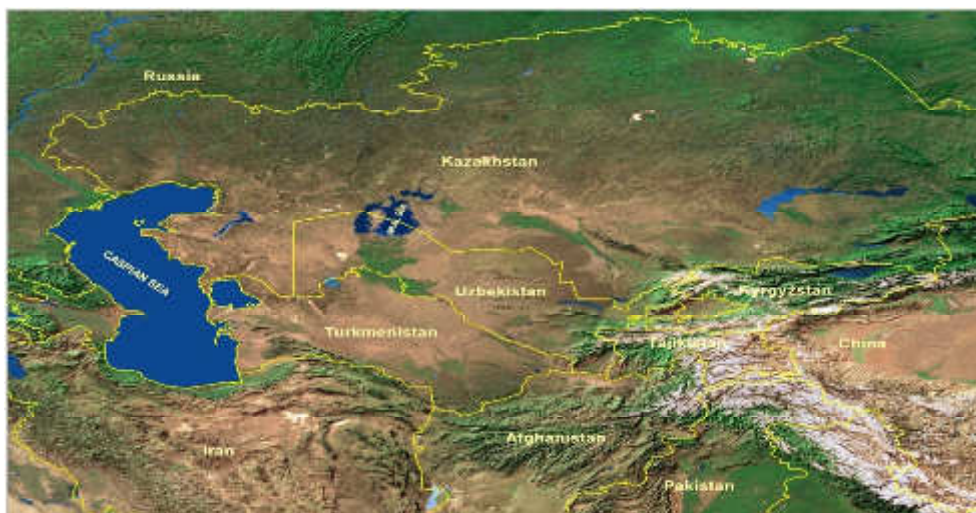 Russia
Kazakhstan
CASPIAN SEA
Uzbekistan
Kyrgyzstan
Turkmenistan
Tajikistan
China
Afghanistan
Iran
Pakistan